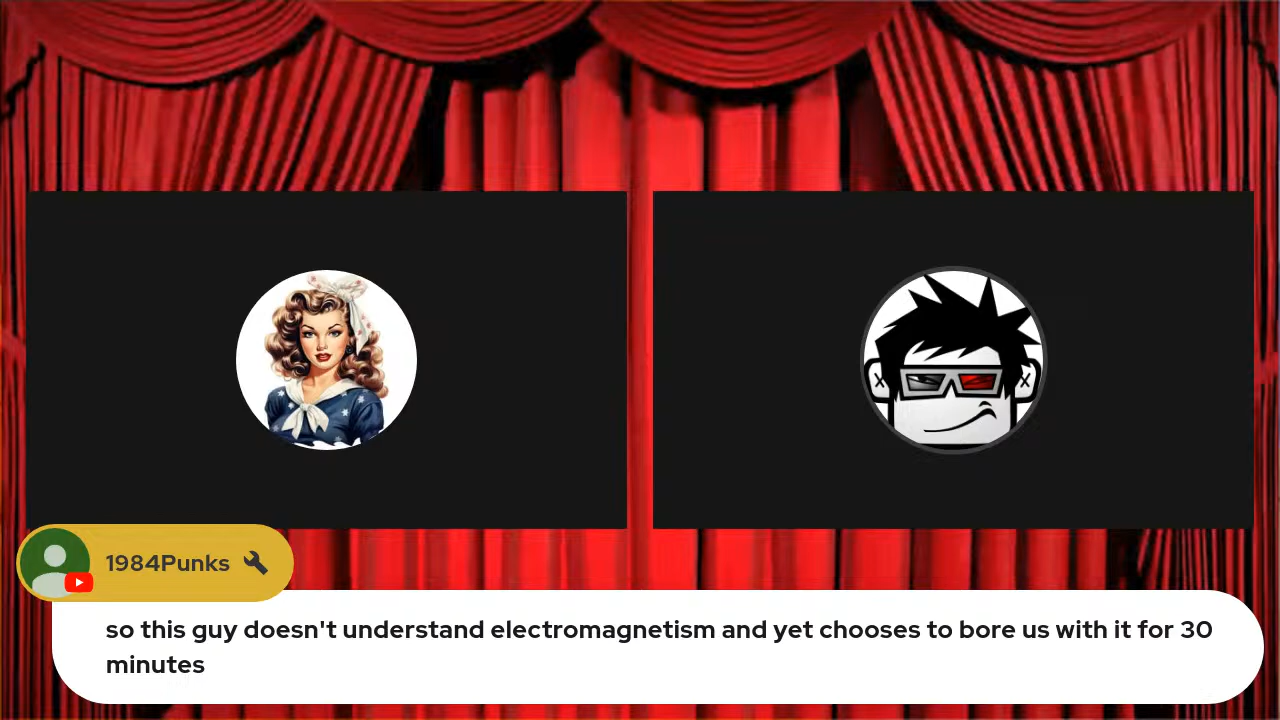 1984Punks
so this guy doesn't understand electromagnetism and yet chooses to bore us with it for 30
minutes